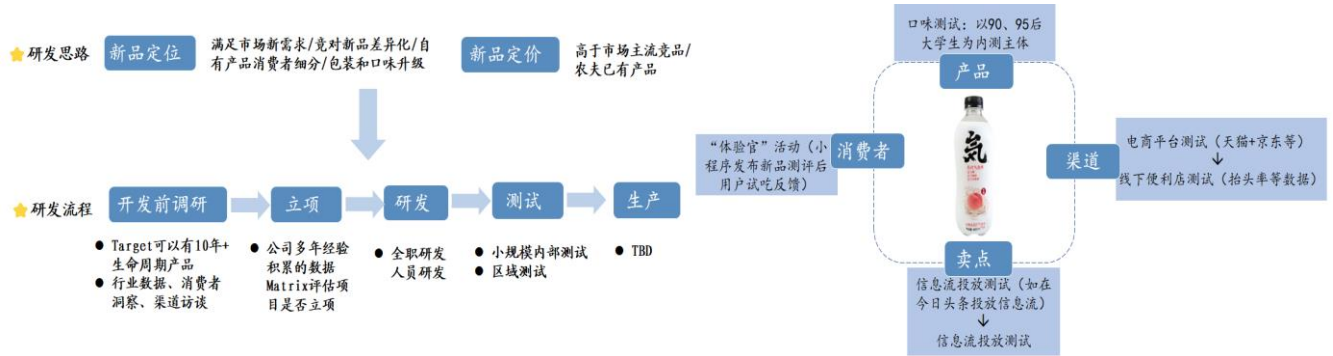 研发思路
新品定位
满足市场新需求/竞对新品差异化/自
有产品消费者细分/包装和口味升级
新品定价
高于市场主流竞品/
农夫已有产品
研发流程
开发前调研
立项
研发
测试
生产
● Target可以有10年+
生命周期产品
● 行业数据、消费者
洞察、渠道访谈
● 公司多年经验
积累的数据
Matrix评估项
目是否立项
● 全职研发
人员研发
● 小规模内部测试
● 区域测试
● TBD
口味测试：以90、95后
大学生为内测主体
产品
“体验官”活动（小
程序发布新品测评后
用户试吃反馈）
消费者
気
渠道
电商平台测试（天猫+京东等）
↓
线下便利店测试（抬头率等数据）
卖点
信息流投放测试（如在
今日头条投放信息流）
↓
信息流投放测试